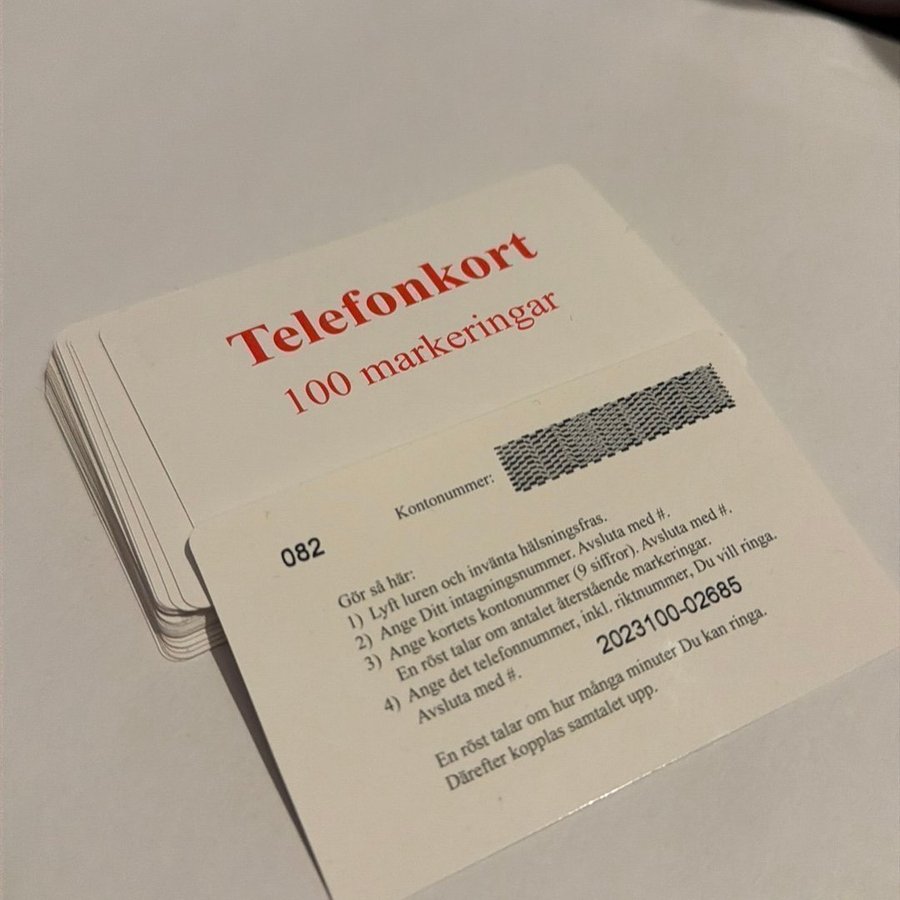 Telefonkort
100 markeringar
Kontonummer:
082
Gör så här:
1) Lyft luren och invänta hälsningsfras.
2) Ange Ditt intagningsnummer. Avsluta med #.
3) Ange kortets kontonummer (9 siffror). Avsluta med #.
En röst talar om antalet återstående markeringar.
4) Ange det telefonnummer, inkl. riktnummer, Du vill ringa.
Avsluta med #.
2023100-02685
En röst talar om hur många minuter Du kan ringa.
Därefter kopplas samtalet upp.